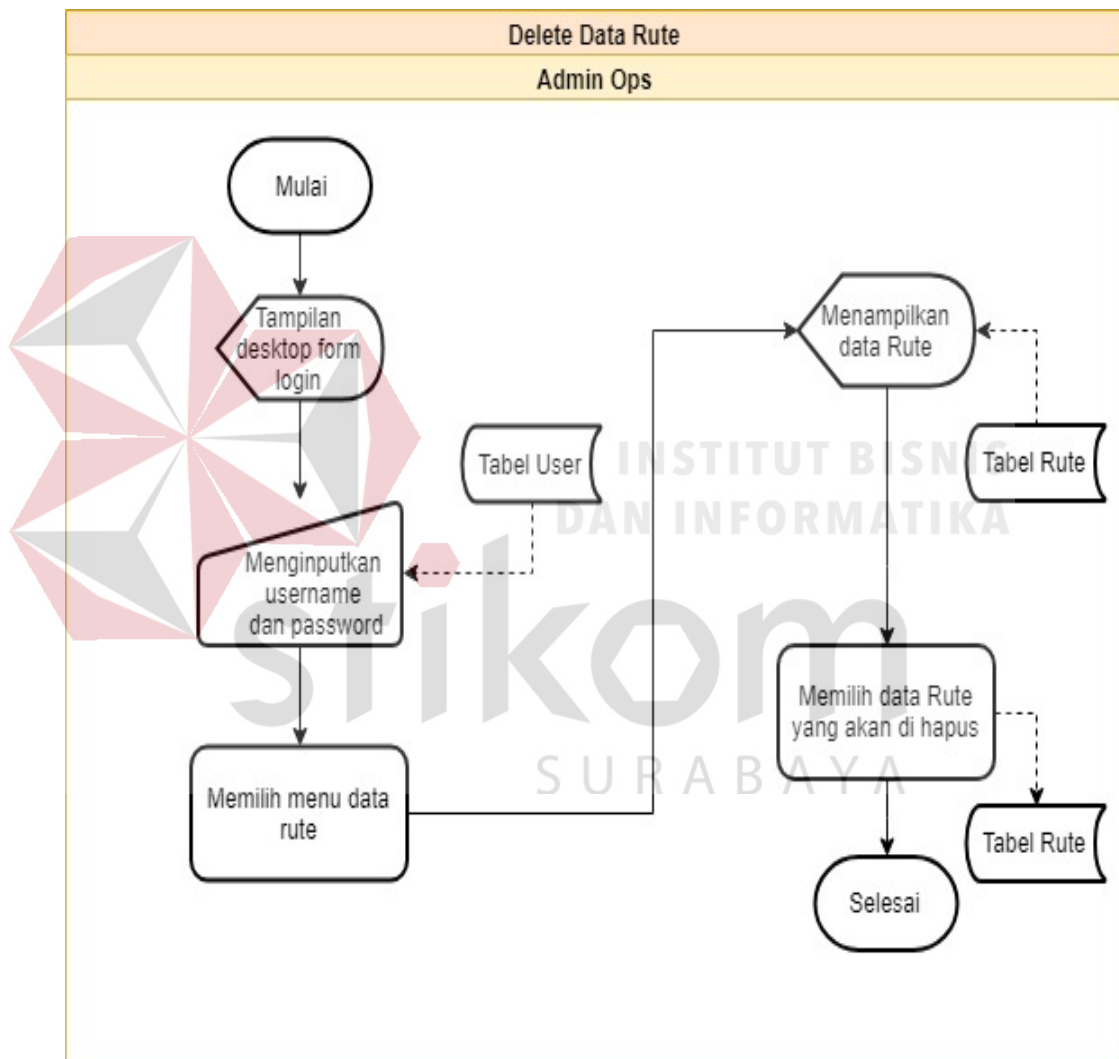 Delete Data Rute
Admin Ops
Mulai
Tampilan
desktop form
login
Tabel User
Menginputkan
username
dan password
Memilih menu data
rute
Menampilkan
data Rute
Tabel Rute
Memilih data Rute
yang akan di hapus
Tabel Rute
Selesai
INSTITUT BISNIS
DAN INFORMATIKA
stikom
SURABAYA